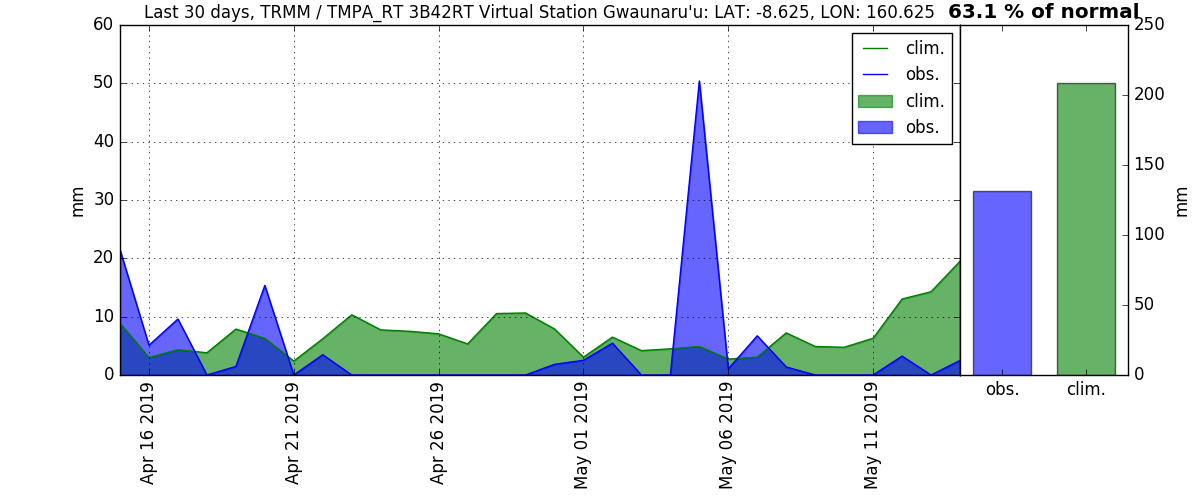 Last 30 days, TRMM / TMPA_RT 3B42RT Virtual Station Gwaunaru'u: LAT: -8.625, LON: 160.625 63.1 % of normal
60
50
40
30
20
10
0
mm
clim.
obs.
clim.
obs.
Apr 16 2019
Apr 21 2019
Apr 26 2019
May 01 2019
May 06 2019
May 11 2019
250
200
150
100
50
0
mm
obs.
clim.